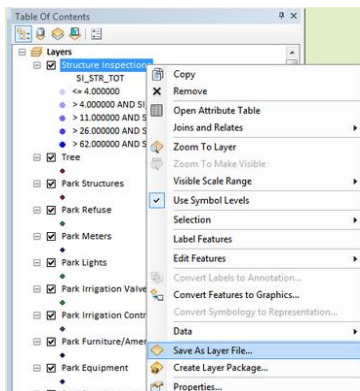 Table Of Contents
Layers
Structure Inspections
SI_STR_TOT
<= 4.000000
> 4.000000 AND SI_
> 11.000000 AND S
> 26.000000 AND S
> 62.000000 AND S
Tree
Park Structures
Park Refuse
Park Meters
Park Lights
Park Irrigation Valve
Park Irrigation Contr
Park Furniture/Amer
Park Equipment
Copy
Remove
Open Attribute Table
Joins and Relates
Zoom To Layer
Zoom To Make Visible
Visible Scale Range
Use Symbol Levels
Selection
Label Features
Edit Features
Convert Labels to Annotation...
Convert Features to Graphics...
Convert Symbology to Representation...
Data
Save As Layer File...
Create Layer Package...
Properties...